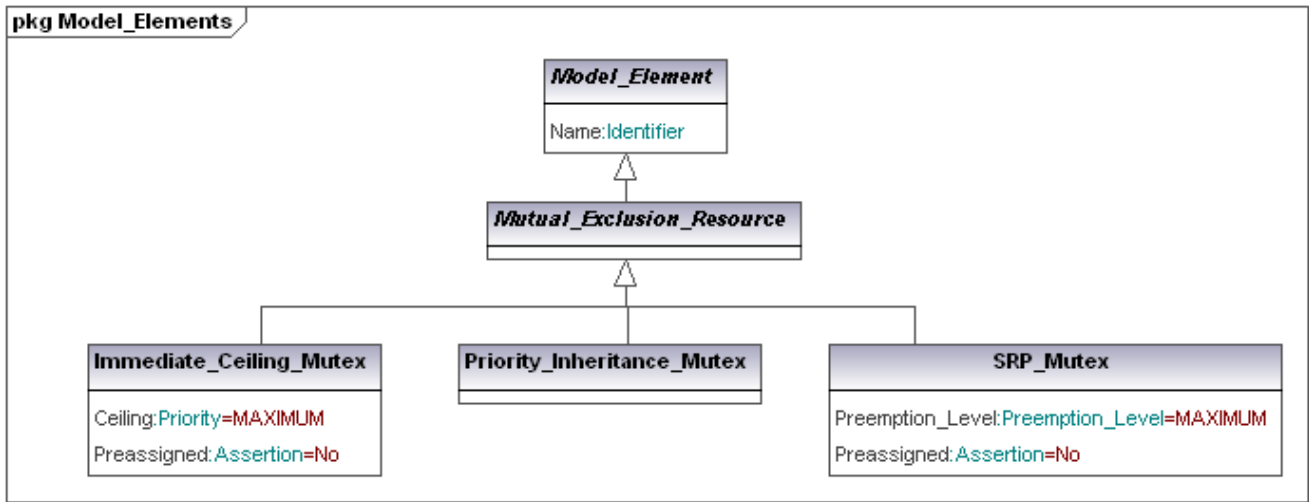 pkg Model_Elements
Model_Element
Name:Identifier
Mutual_Exclusion_Resource
Immediate_Ceiling_Mutex
Ceiling:Priority=MAXIMUM
Preassigned:Assertion=No
Priority_Inheritance_Mutex
SRP_Mutex
Preemption_Level:Preemption_Level=MAXIMUM
Preassigned:Assertion=No